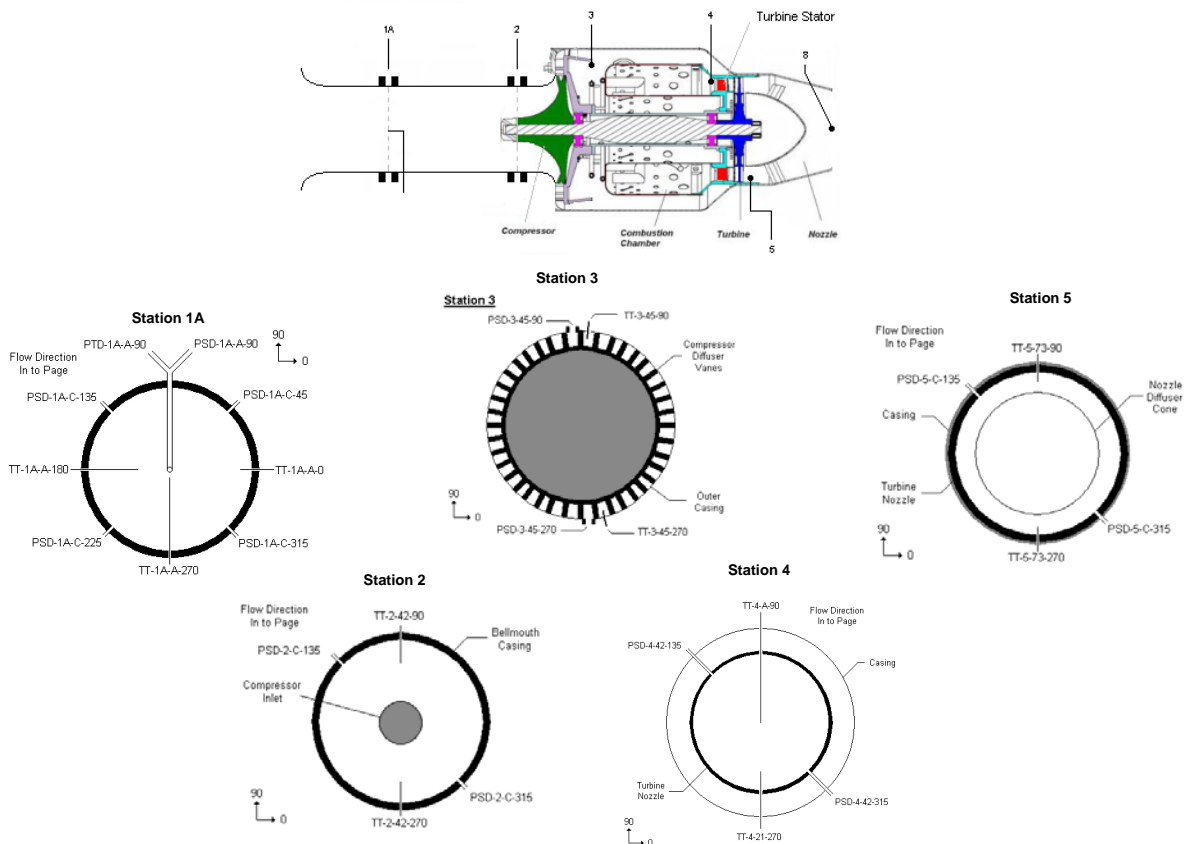 Turbine Stator
1A
2
3
4
8
Compressor
Combustion
Chamber
Turbine
Nozzle
5
Station 3
Station 3
PSD-3-45-90
TT-3-45-90
Compressor
Diffuser
Vanes
Outer
Casing
PSD-3-45-270
TT-3-45-270
90
0
Station 1A
90
0
Flow Direction
In to Page
PTD-1A-A-90
PSD-1A-A-90
PSD-1A-C-135
PSD-1A-C-45
TT-1A-A-180
TT-1A-A-0
PSD-1A-C-225
PSD-1A-C-315
TT-1A-A-270
Station 5
Flow Direction
In to Page
TT-5-73-90
PSD-5-C-135
Nozzle
Diffuser
Cone
Casing
Turbine
Nozzle
PSD-5-C-315
90
0
TT-5-73-270
Station 2
Flow Direction
In to Page
TT-2-42-90
Bellmouth
Casing
PSD-2-C-135
Compressor
Inlet
PSD-2-C-315
90
0
TT-2-42-270
Station 4
TT-4-A-90
Flow Direction
In to Page
PSD-4-42-135
Casing
Turbine
Nozzle
PSD-4-42-315
90
0
TT-4-21-270